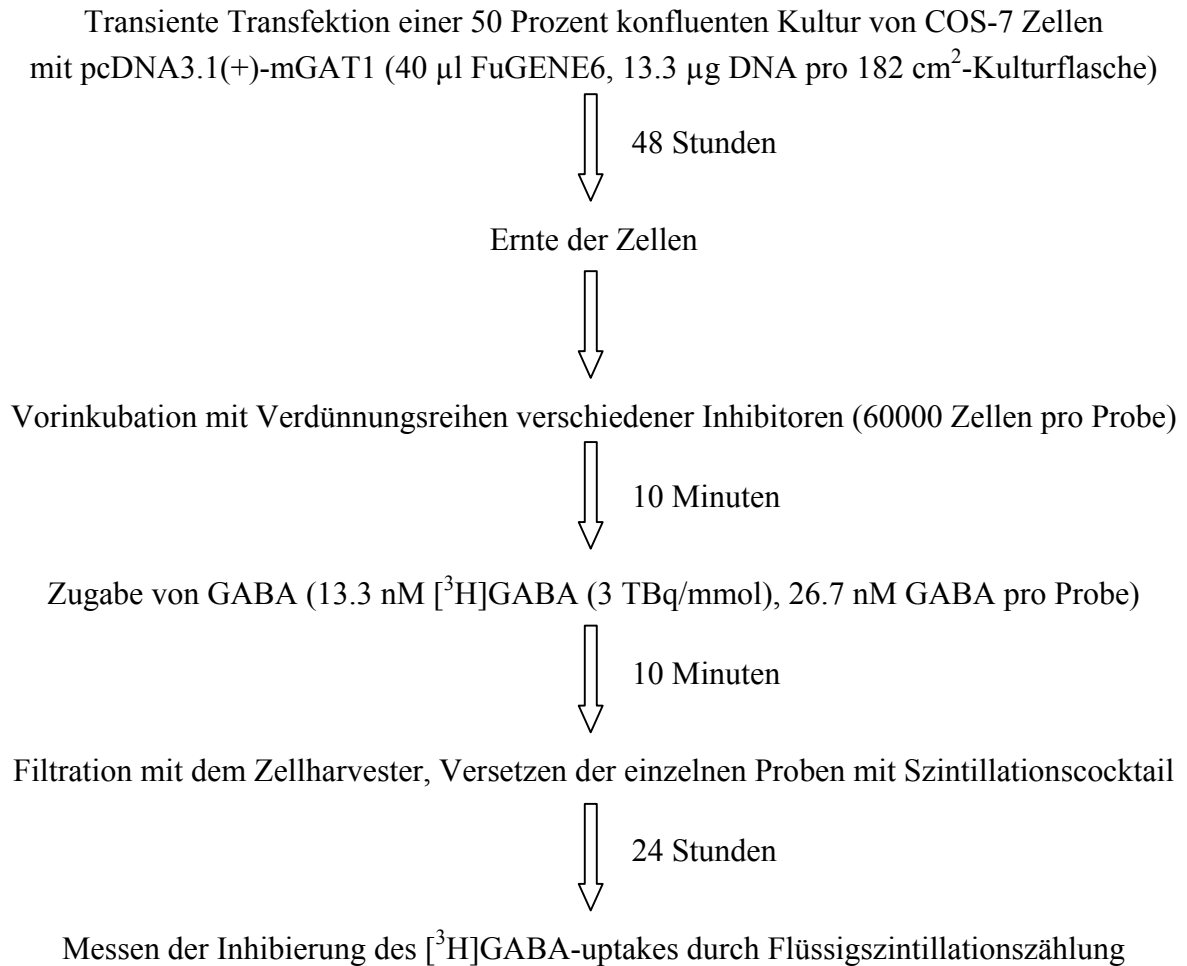 Transiente Transfektion einer 50 Prozent konfluenten Kultur von COS-7 Zellen
mit pcDNA3.1(+)-mGAT1 (40 µl FuGENE6, 13.3 µg DNA pro 182 cm²-Kulturflasche)
48 Stunden
Ernte der Zellen
Vorinkubation mit Verdünnungsreihen verschiedener Inhibitoren (60000 Zellen pro Probe)
10 Minuten
Zugabe von GABA (13.3 nM [³H]GABA (3 TBq/mmol), 26.7 nM GABA pro Probe)
10 Minuten
Filtration mit dem Zellharvester, Versetzen der einzelnen Proben mit Szintillationscocktail
24 Stunden
Messen der Inhibierung des [³H]GABA-uptakes durch Flüssigszintillationszählung